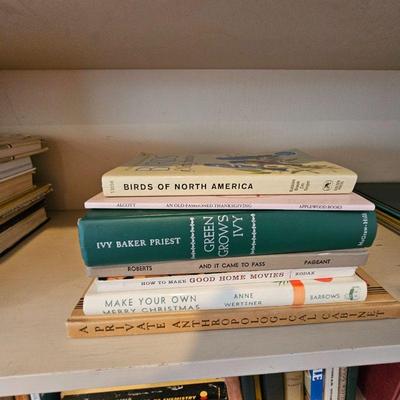 BIRDS OF NORTH AMERICA
ALCOTT AN OLD-FASHIONED THANKSGIVING APPLEWOOD BOOKS
IVY BAKER PRIEST GREEN GROWS IVY McGraw-Hill
ROBERTS AND IT CAME TO PASS PAGEANT
HOW TO MAKE GOOD HOME MOVIES KODAK
MAKE YOUR OWN MERRY CHRISTMAS ANNE WERTSNER BARROWS
A PRIVATE ANTHROPOLOGICAL CABINET
CHEMISTRY